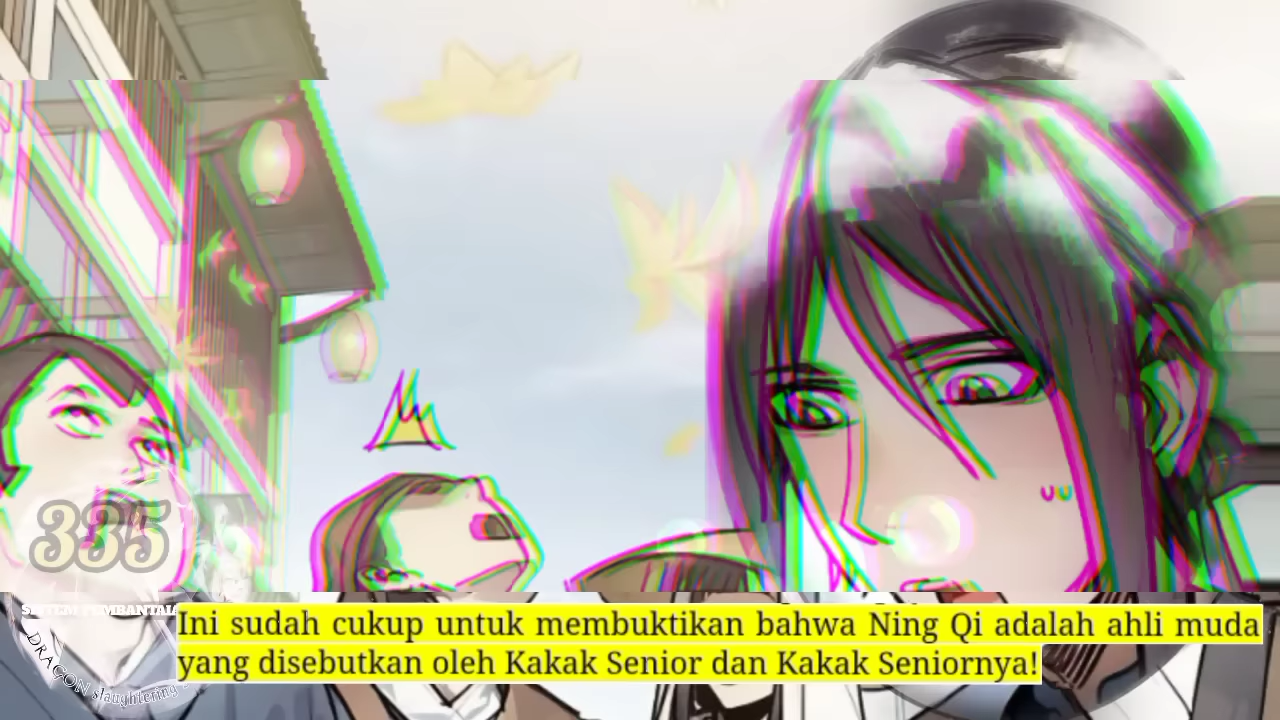 335
SISTEM PEMBANTAI
DRAGON slaughtering
Ini sudah cukup untuk membuktikan bahwa Ning Qi adalah ahli muda
yang disebutkan oleh Kakak Senior dan Kakak Seniornya!